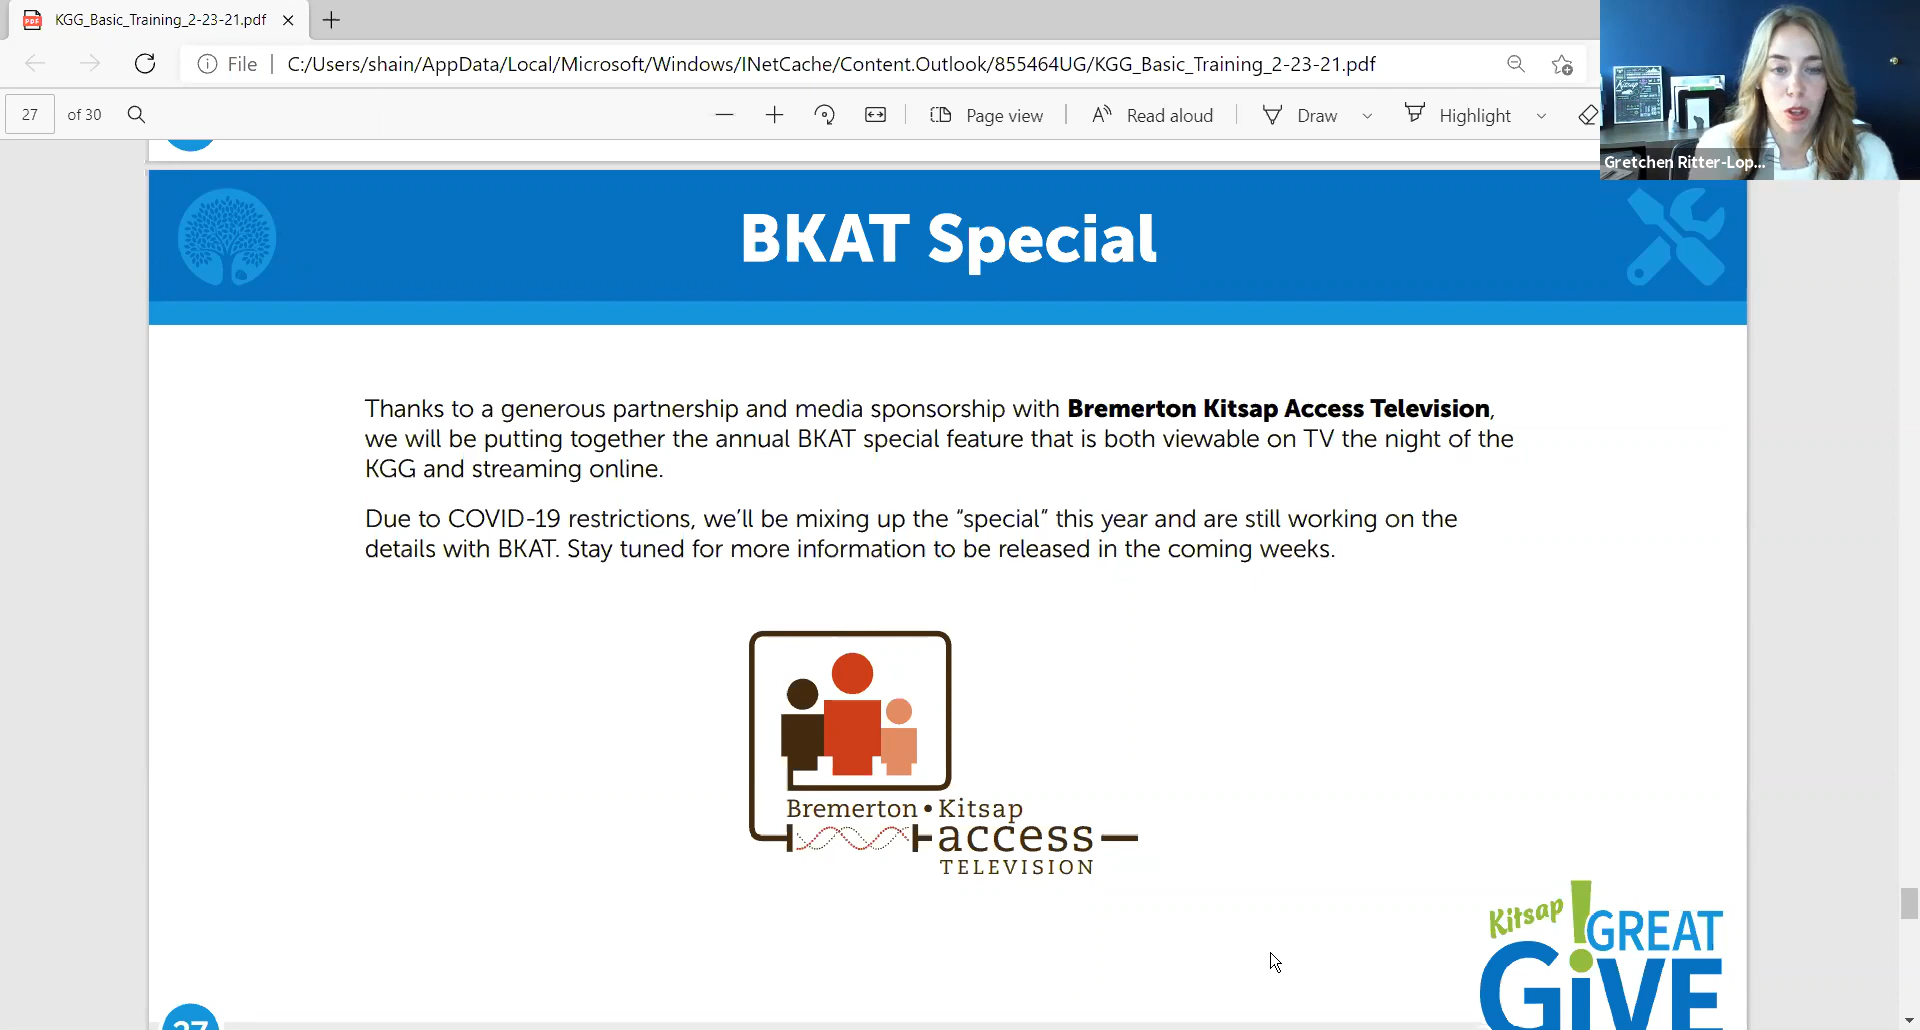 KGG_Basic_Training_2-23-21.pdf
File
C:/Users/shain/AppData/Local/Microsoft/Windows/INetCache/Content.Outlook/855464UG/KGG_Basic_Training_2-23-21.pdf
27 of 30
Page view
Read aloud
Draw
Highlight
Gretchen Ritter-Lop...
BKAT Special
Thanks to a generous partnership and media sponsorship with Bremerton Kitsap Access Television,
we will be putting together the annual BKAT special feature that is both viewable on TV the night of the
KGG and streaming online.
Due to COVID-19 restrictions, we'll be mixing up the “special” this year and are still working on the
details with BKAT. Stay tuned for more information to be released in the coming weeks.
Bremerton • Kitsap
access
TELEVISION
Kitsap
GREAT
GiVE
27